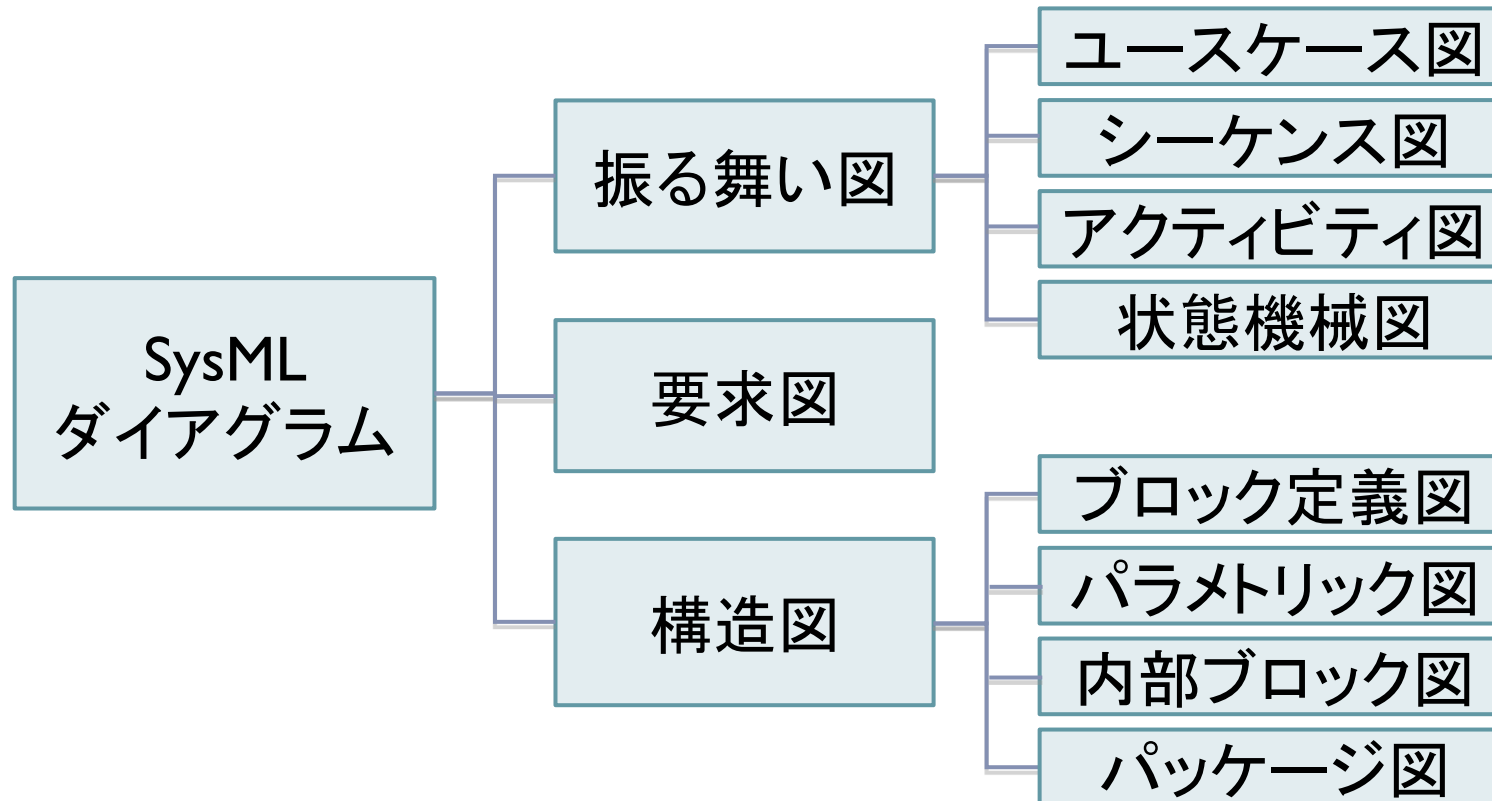 SysML
ダイアグラム
振る舞い図
ユースケース図
シーケンス図
アクティビティ図
状態機械図
要求図
構造図
ブロック定義図
パラメトリック図
内部ブロック図
パッケージ図